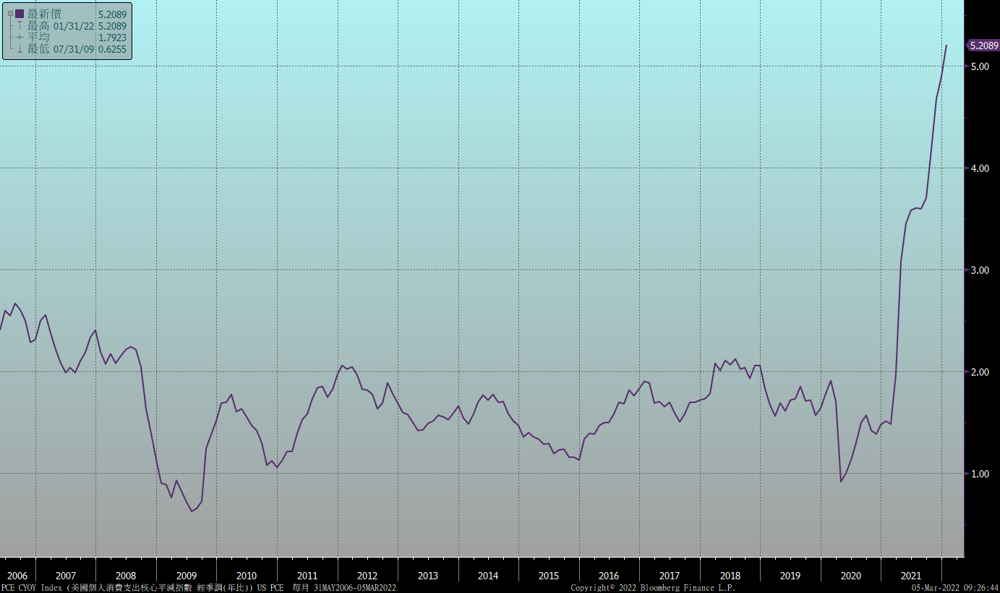 最新價 5.2089
最高 01/31/22 5.2089
平均 1.7923
最低 07/31/09 0.6255
5.2089
5.00
4.00
3.00
2.00
1.00
2006 2007 2008 2009 2010 2011 2012 2013 2014 2015 2016 2017 2018 2019 2020 2021
PCE CYOY Index (美國個人消費支出核心平減指數 經季調(年比)) US PCE 每月 31MAY2006-05MAR2022 Copyright© 2022 Bloomberg Finance L.P. 05-Mar-2022 09:26:44